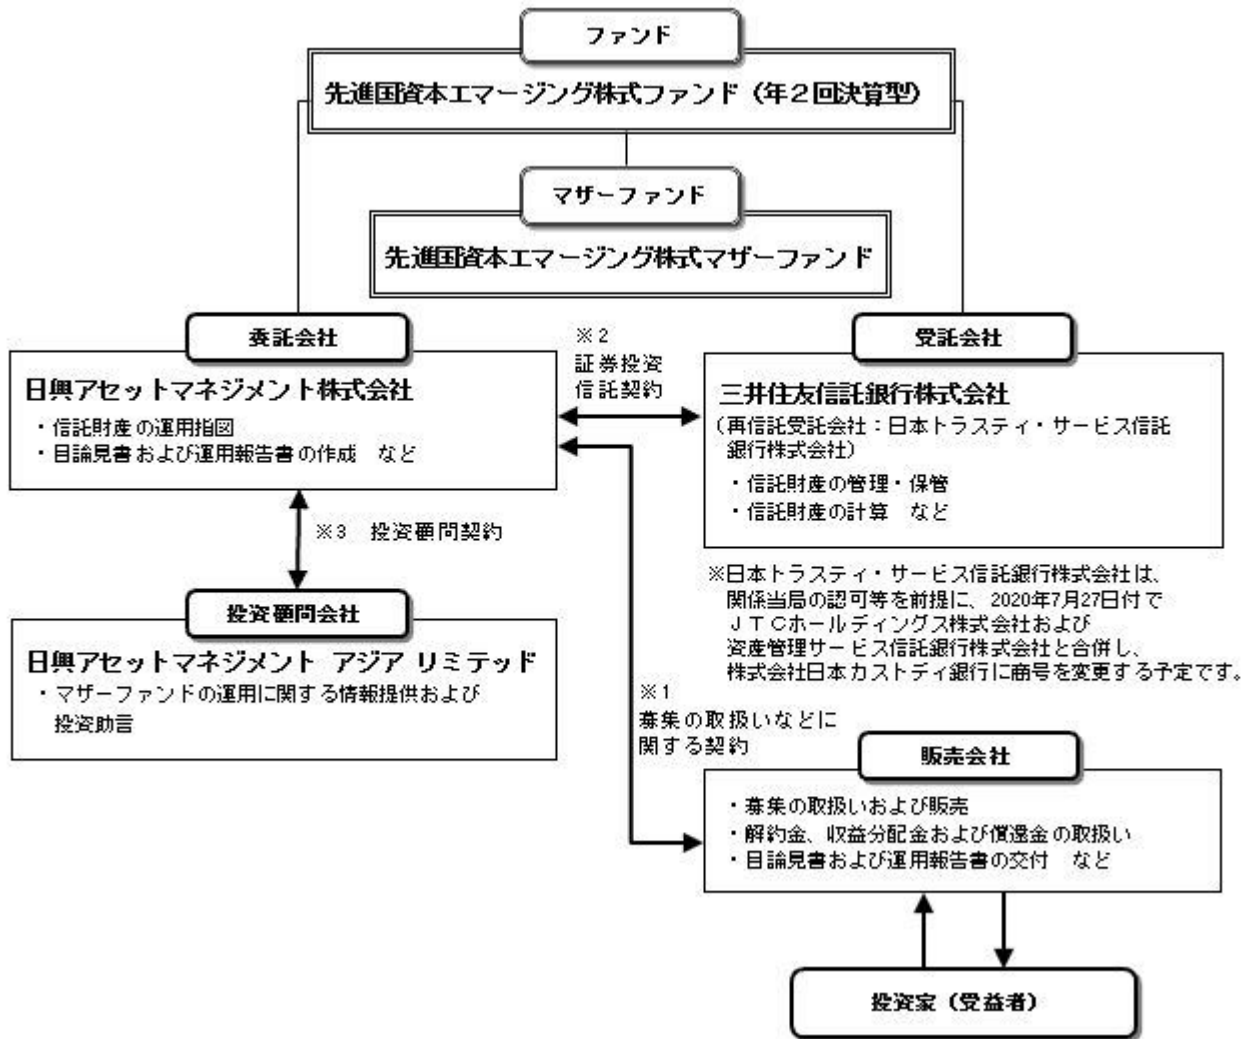 ファンド
先進国資本エマージング株式ファンド（年２回決算型）
マザーファンド
先進国資本エマージング株式マザーファンド
委託会社
日興アセットマネジメント株式会社
・信託財産の運用指図
・目論見書および運用報告書の作成　など
※２
証券投資
信託契約
受託会社
三井住友信託銀行株式会社
（再信託受託会社：日本トラスティ・サービス信託
銀行株式会社）
・信託財産の管理・保管
・信託財産の計算　など
※3　投資顧問契約
※日本トラスティ・サービス信託銀行株式会社は、
関係当局の認可等を前提に、2020年7月27日付で
ＪＴＣホールディングス株式会社および
資産管理サービス信託銀行株式会社と合併し、
株式会社日本カストディ銀行に商号を変更する予定です。
投資顧問会社
日興アセットマネジメント アジア リミテッド
・マザーファンドの運用に関する情報提供および
投資助言
※1
募集の取扱いなどに
関する契約
販売会社
・募集の取扱いおよび販売
・解約金、収益分配金および償還金の取扱い
・目論見書および運用報告書の交付　など
投資家（受益者）